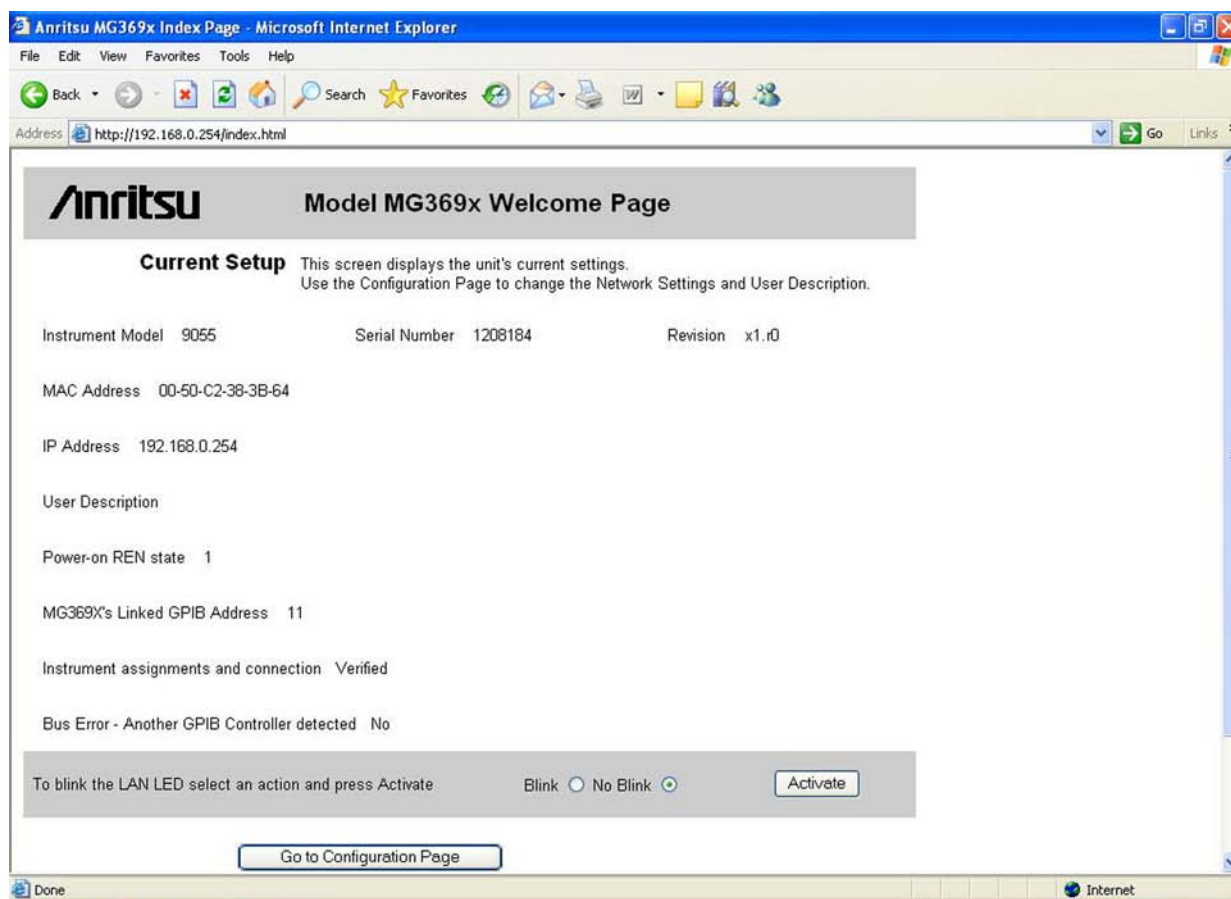 Anritsu MG369x Index Page - Microsoft Internet Explorer
File Edit View Favorites Tools Help
Back Search Favorites
Address http://192.168.0.254/index.html Go Links
Anritsu Model MG369x Welcome Page
Current Setup This screen displays the unit's current settings.
Use the Configuration Page to change the Network Settings and User Description.
Instrument Model 9055 Serial Number 1208184 Revision x1.r0
MAC Address 00-50-C2-38-3B-64
IP Address 192.168.0.254
User Description
Power-on REN state 1
MG369X's Linked GPIB Address 11
Instrument assignments and connection Verified
Bus Error - Another GPIB Controller detected No
To blink the LAN LED select an action and press Activate Blink No Blink Activate
Go to Configuration Page
Done Internet